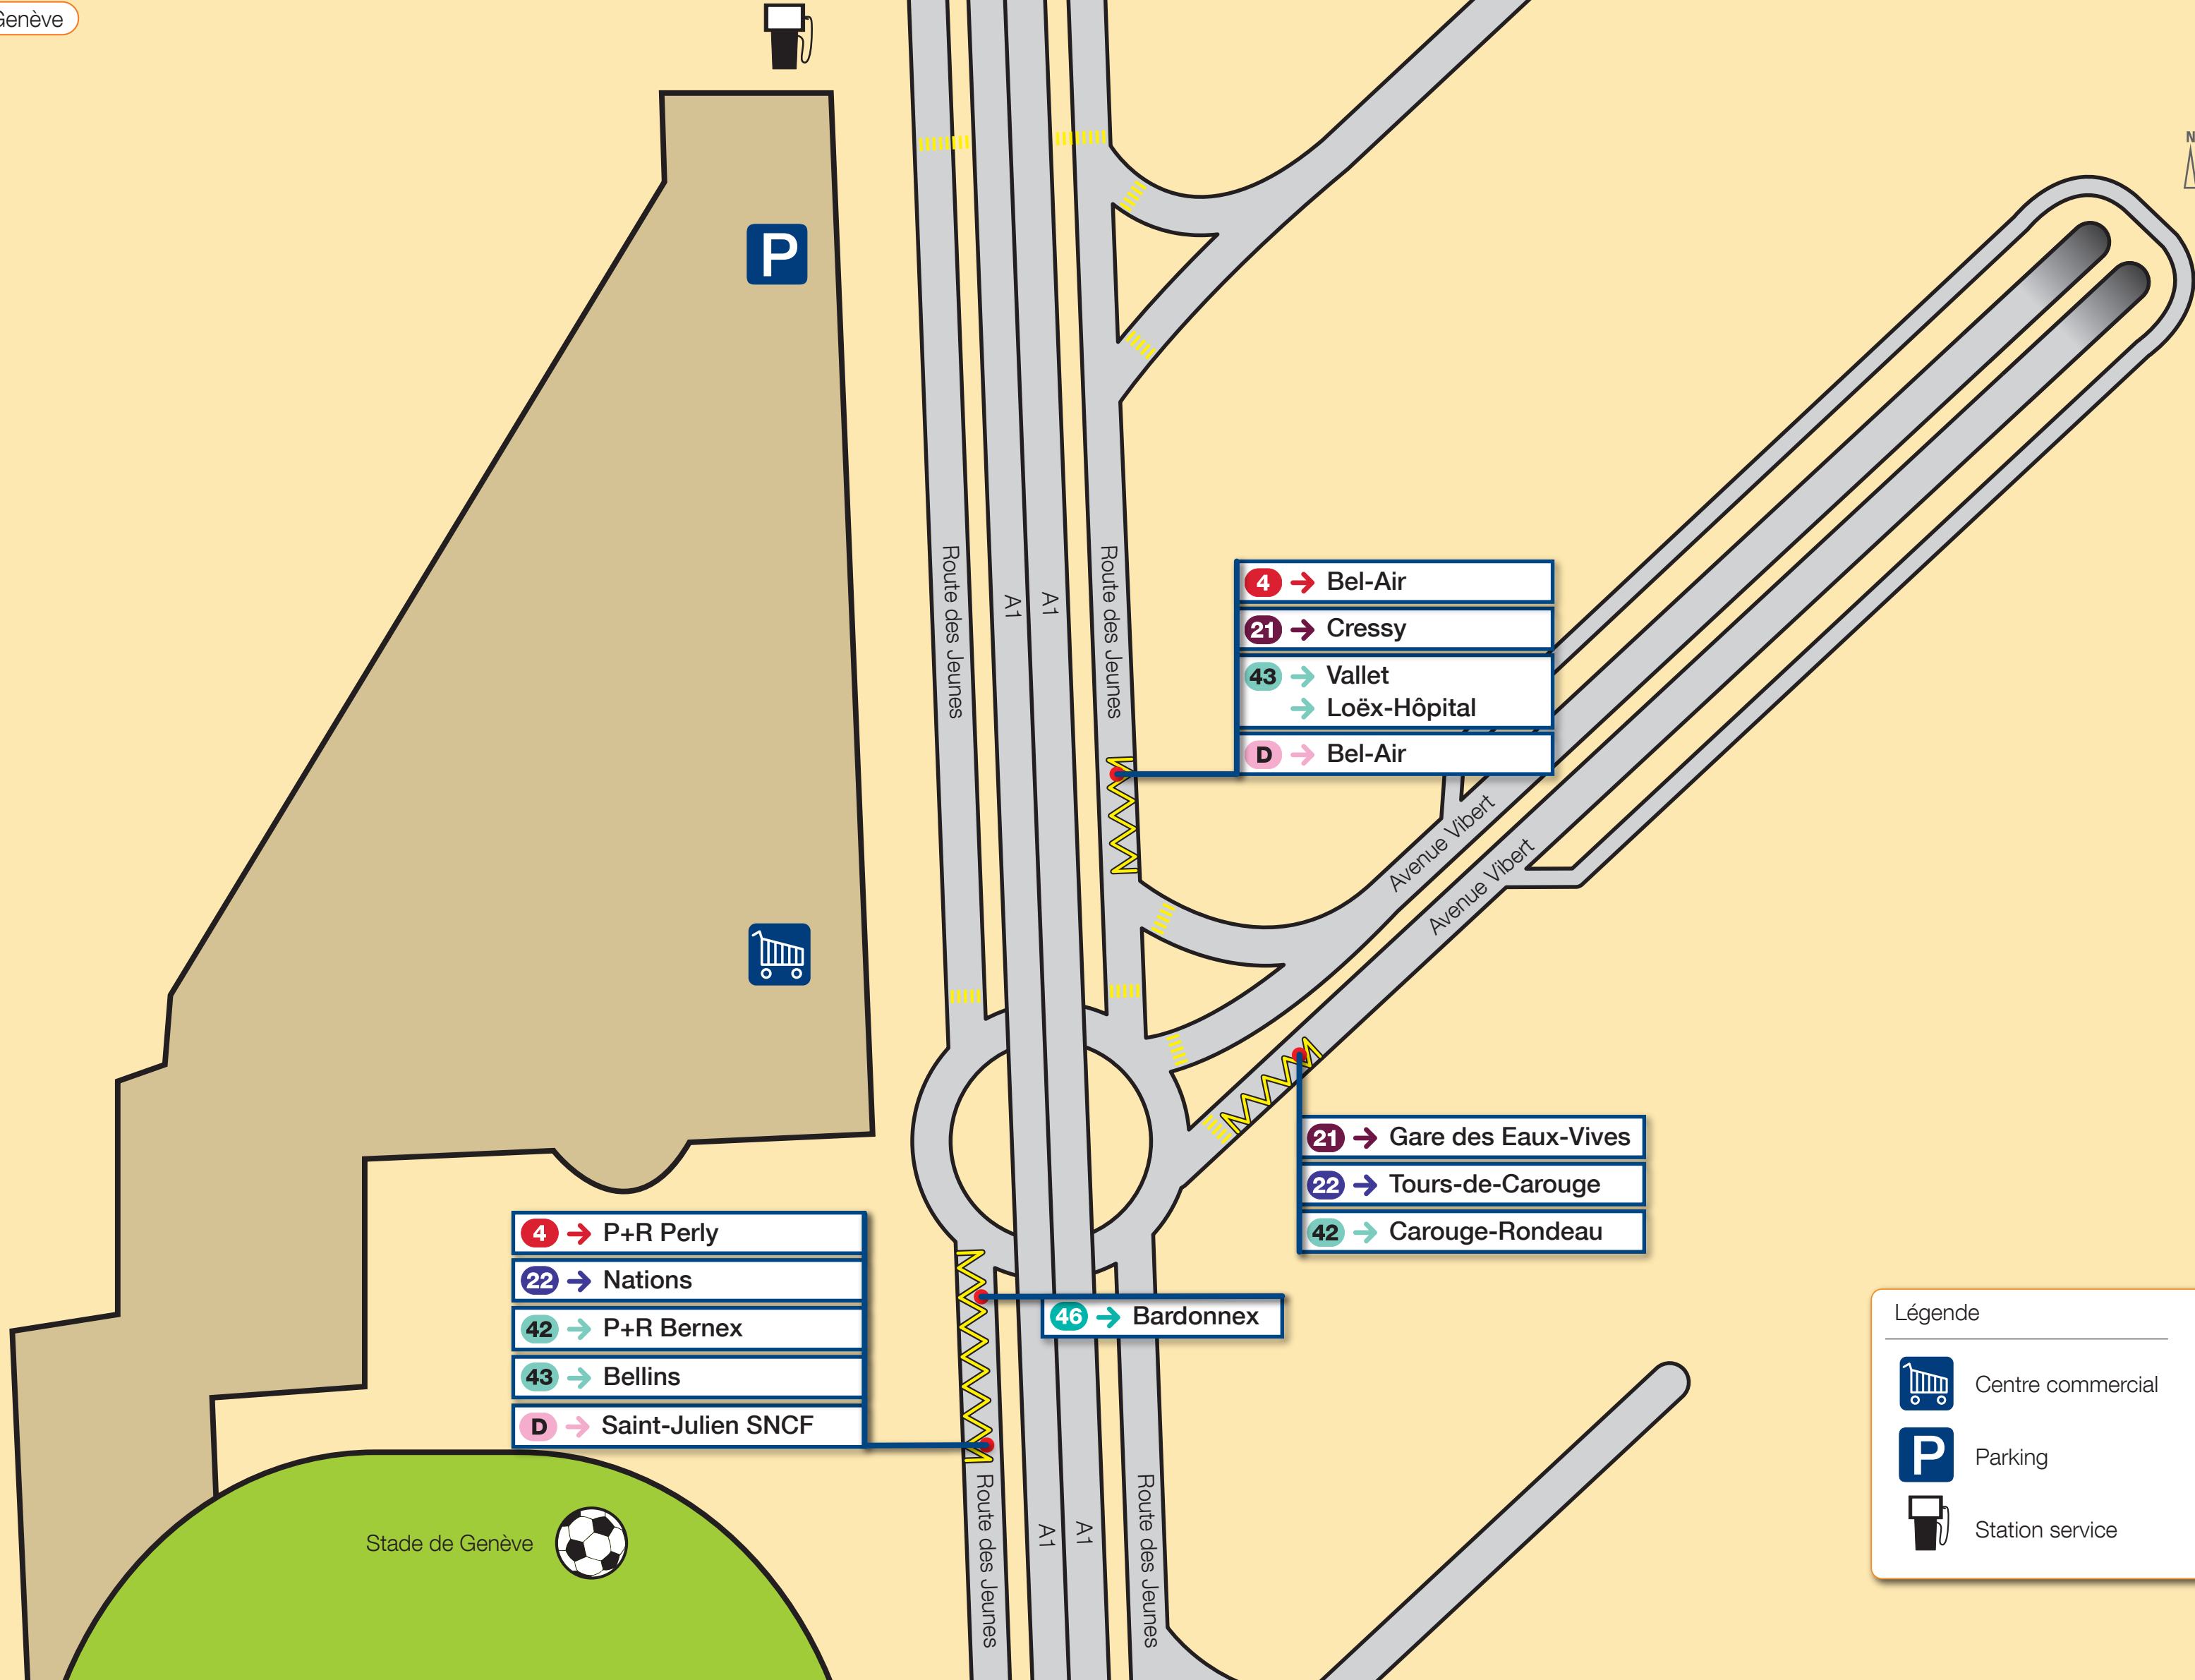 Genève
N
P
Route des Jeunes
A1
A1
Route des Jeunes
4 → Bel-Air
21 → Cressy
43 → Vallet
→ Loëx-Hôpital
D → Bel-Air
Avenue Vibert
Avenue Vibert
21 → Gare des Eaux-Vives
22 → Tours-de-Carouge
42 → Carouge-Rondeau
4 → P+R Perly
22 → Nations
42 → P+R Bernex
43 → Bellins
D → Saint-Julien SNCF
46 → Bardonnex
Route des Jeunes
A1
A1
Route des Jeunes
Stade de Genève
Légende
Centre commercial
P Parking
Station service